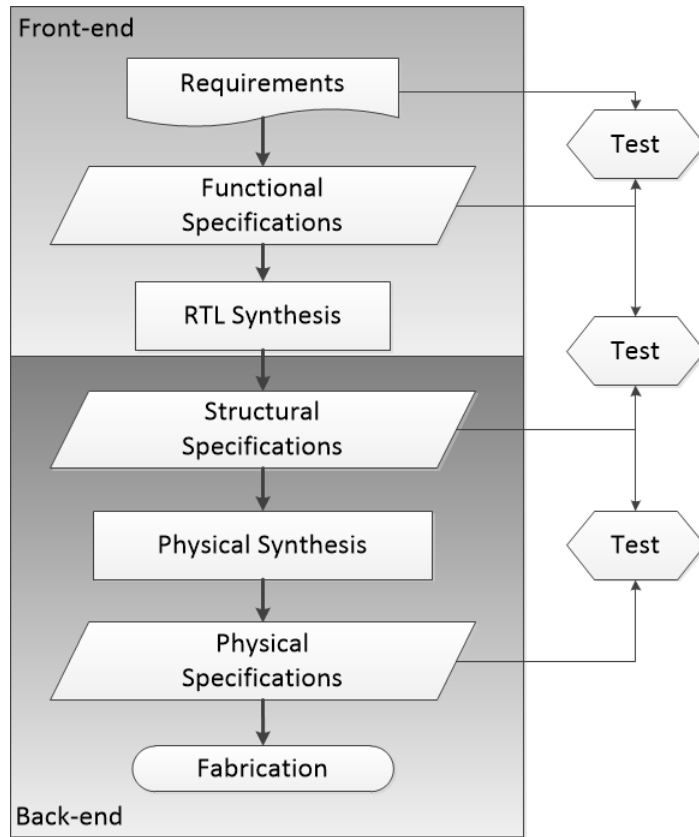 Front-end
Requirements
Test
Functional
Specifications
RTL Synthesis
Test
Structural
Specifications
Physical Synthesis
Test
Physical
Specifications
Fabrication
Back-end